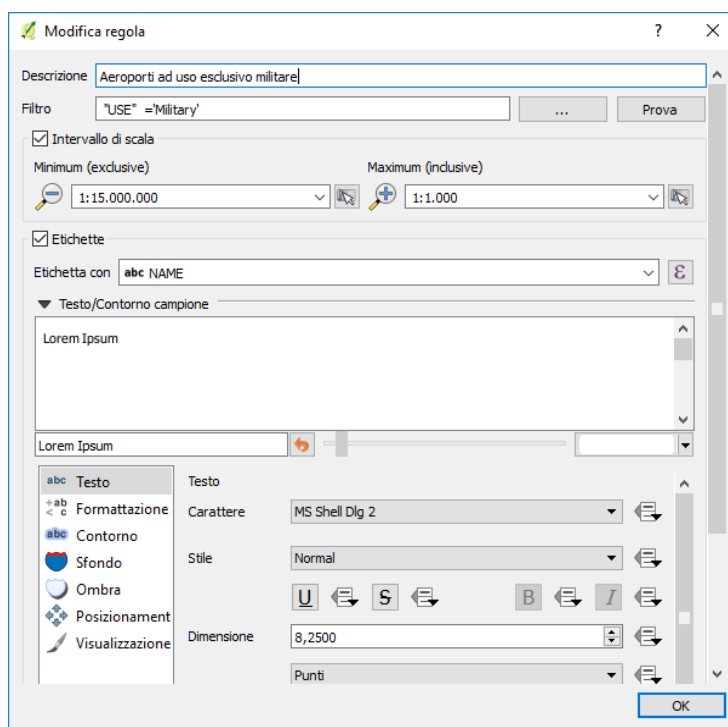 Modifica regola ? ×
Descrizione Aeroporti ad uso esclusivo militare
Filtro "USE" ='Military' ... Prova
Intervallo di scala
Minimum (exclusive) Maximum (inclusive)
1:15.000.000 1:1.000
Etichette
Etichetta con abc NAME ε
Testo/Contorno campione
Lorem Ipsum
Lorem Ipsum
abc Testo
+ab < c Formattazione
abc Contorno
Sfondo
Ombra
Posizionament
Visualizzazione
Testo
Carattere MS Shell Dlg 2
Stile Normal
U S B I
Dimensione 8,2500
Punti
OK